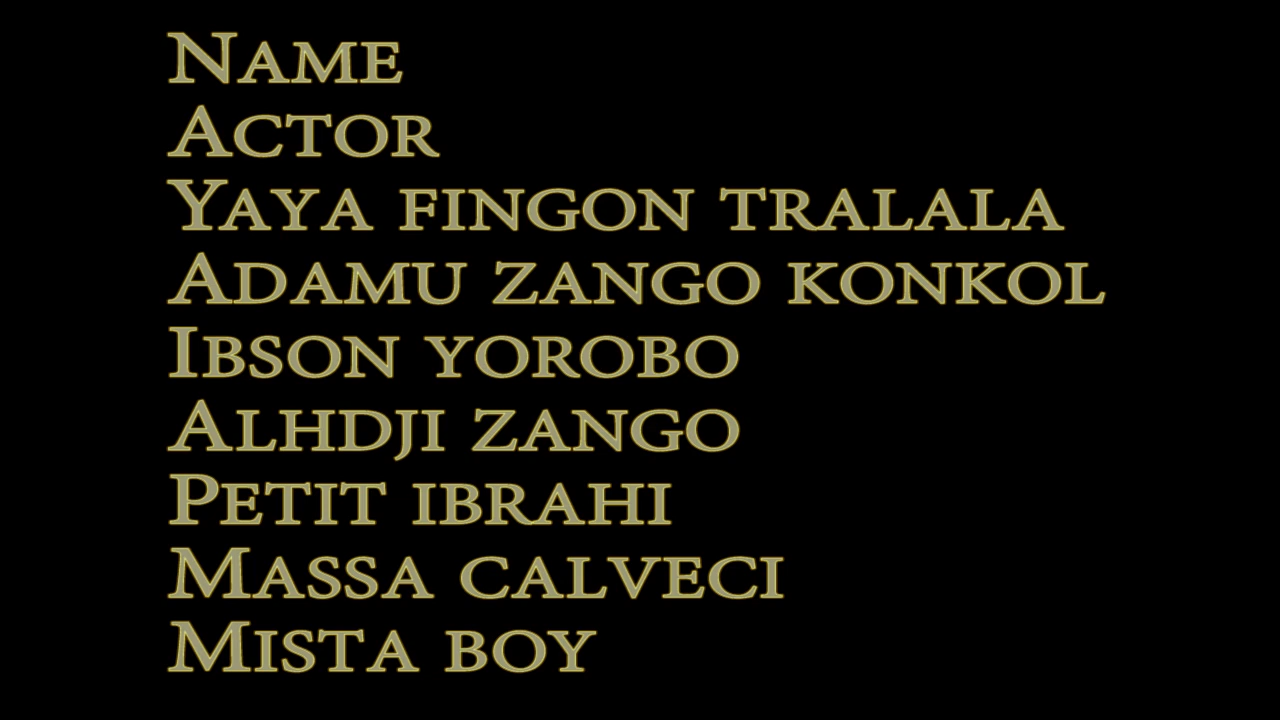 Name
Actor
Yaya fingon tralala
Adamu zango konkol
Ibson yorobo
Alhdji zango
Petit ibrahi
Massa calveci
Mista boy